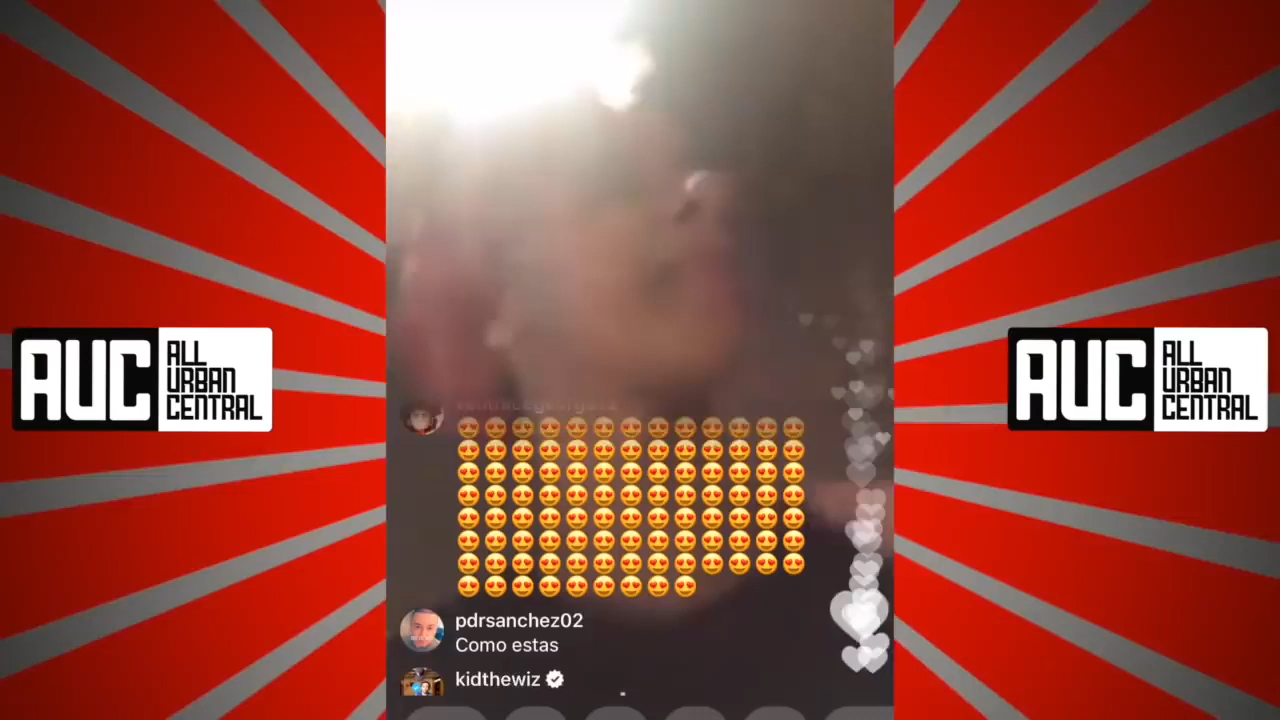 AUC ALL
URBAN
CENTRAL
AUC ALL
URBAN
CENTRAL
😍😍😍😍😍😍😍😍😍😍😍😍😍
😍😍😍😍😍😍😍😍😍😍😍😍😍
😍😍😍😍😍😍😍😍😍😍😍😍😍
😍😍😍😍😍😍😍😍😍😍😍😍😍
😍😍😍😍😍😍😍😍😍😍😍😍😍
😍😍😍😍😍😍😍😍😍😍😍😍😍
😍😍😍😍😍😍😍😍😍😍😍😍😍
😍😍😍😍😍😍😍😍😍
pdrsanchez02
Como estas
kidthewiz